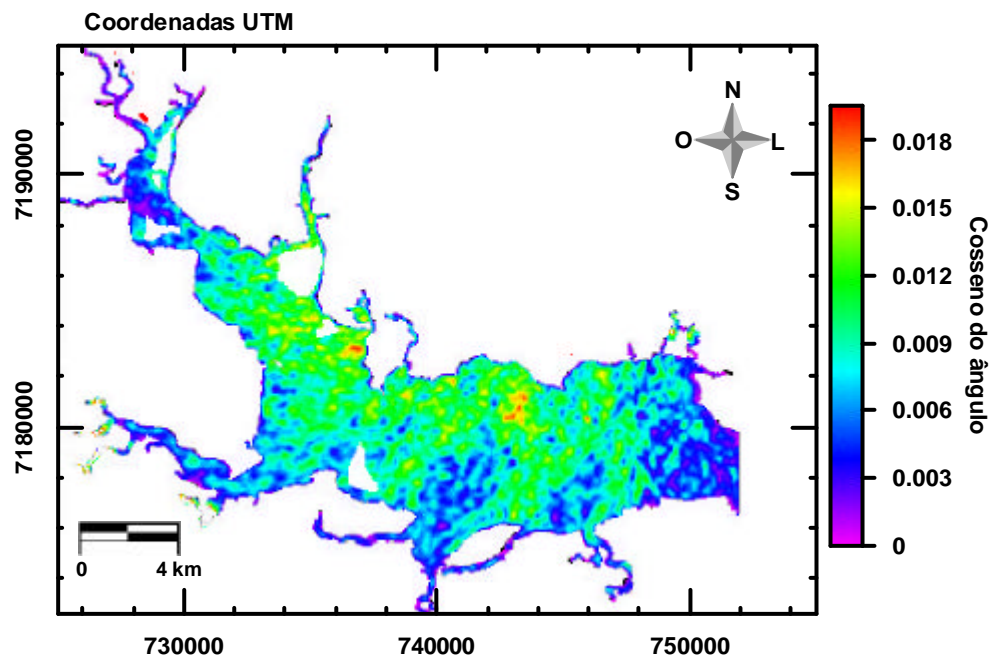 Coordenadas UTM
7190000
7180000
730000
740000
750000
N
O
L
S
0
4 km
0.018
0.015
0.012
0.009
0.006
0.003
0
Cosseno do ângulo